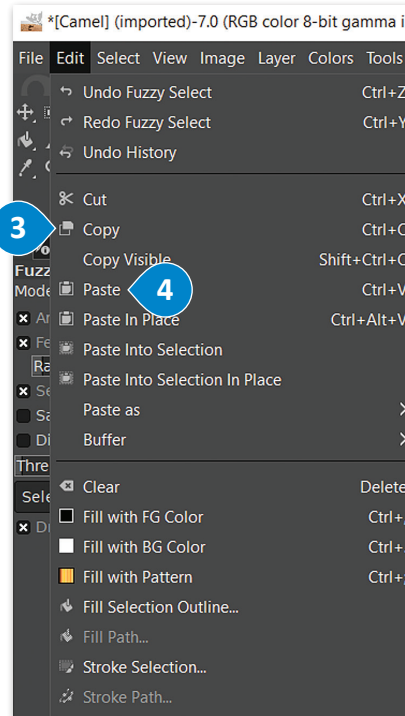 *[Camel] (imported)-7.0 (RGB color 8-bit gamma i
File Edit Select View Image Layer Colors Tools
Undo Fuzzy Select Ctrl+Z
Redo Fuzzy Select Ctrl+Y
Undo History
Cut Ctrl+X
3 Copy Ctrl+C
Copy Visible Shift+Ctrl+C
Fuzz
Mode
Paste 4 Ctrl+V
Paste In Place Ctrl+Alt+V
Paste Into Selection
Paste Into Selection In Place
Paste as
Buffer
Thre
Clear Delete
Sele
Fill with FG Color Ctrl+,
Fill with BG Color Ctrl+.
Fill with Pattern Ctrl+;
Fill Selection Outline...
Fill Path...
Stroke Selection...
Stroke Path...